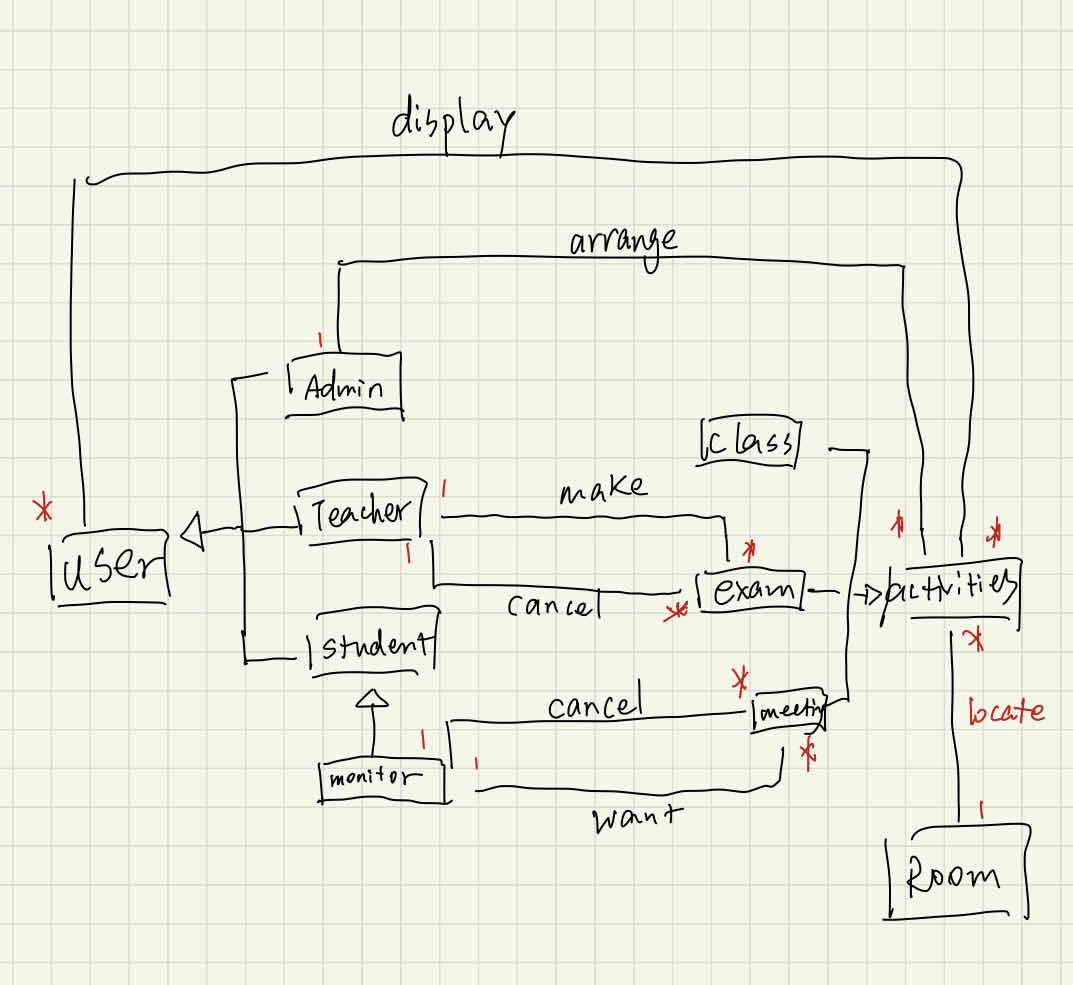 display
arrange
1
Admin
class
1
make
Teacher
*
user
1
*
*
*
exam
activities
cancel
*
student
*
*
locate
cancel
meetin
1
monitor
1
*
want
1
Room